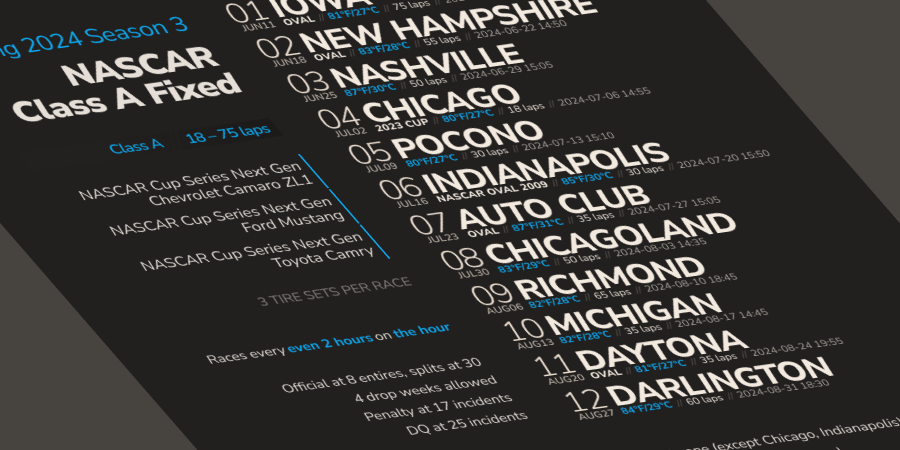 ng 2024 Season 3
NASCAR
Class A Fixed
Class A 18–75 laps
NASCAR Cup Series Next Gen
Chevrolet Camaro ZL1
NASCAR Cup Series Next Gen
Ford Mustang
NASCAR Cup Series Next Gen
Toyota Camry
3 TIRE SETS PER RACE
Races every even 2 hours on the hour
Official at 8 entires, splits at 30
4 drop weeks allowed
Penalty at 17 incidents
DQ at 25 incidents
01 IOWA
JUN11 OVAL // 81°F/27°C // 75 laps //
02 NEW HAMPSHIRE
JUN18 OVAL // 83°F/28°C // 55 laps // 2024-06-22 14:50
03 NASHVILLE
JUN25 87°F/30°C // 50 laps // 2024-06-29 15:05
04 CHICAGO
JUL02 2023 CUP // 80°F/27°C // 18 laps // 2024-07-06 14:55
05 POCONO
JUL09 80°F/27°C // 30 laps // 2024-07-13 15:10
06 INDIANAPOLIS
JUL16 NASCAR OVAL 2009 // 85°F/30°C // 30 laps // 2024-07-20 15:50
07 AUTO CLUB
JUL23 OVAL // 87°F/31°C // 35 laps // 2024-07-27 15:05
08 CHICAGOLAND
JUL30 83°F/29°C // 50 laps // 2024-08-03 14:35
09 RICHMOND
AUG06 82°F/28°C // 65 laps // 2024-08-10 18:45
10 MICHIGAN
AUG13 82°F/28°C // 35 laps // 2024-08-17 14:45
11 DAYTONA
AUG20 OVAL // 81°F/27°C // 35 laps // 2024-08-24 19:55
12 DARLINGTON
AUG27 84°F/29°C // 60 laps // 2024-08-31 18:30
(except Chicago, Indianapolis